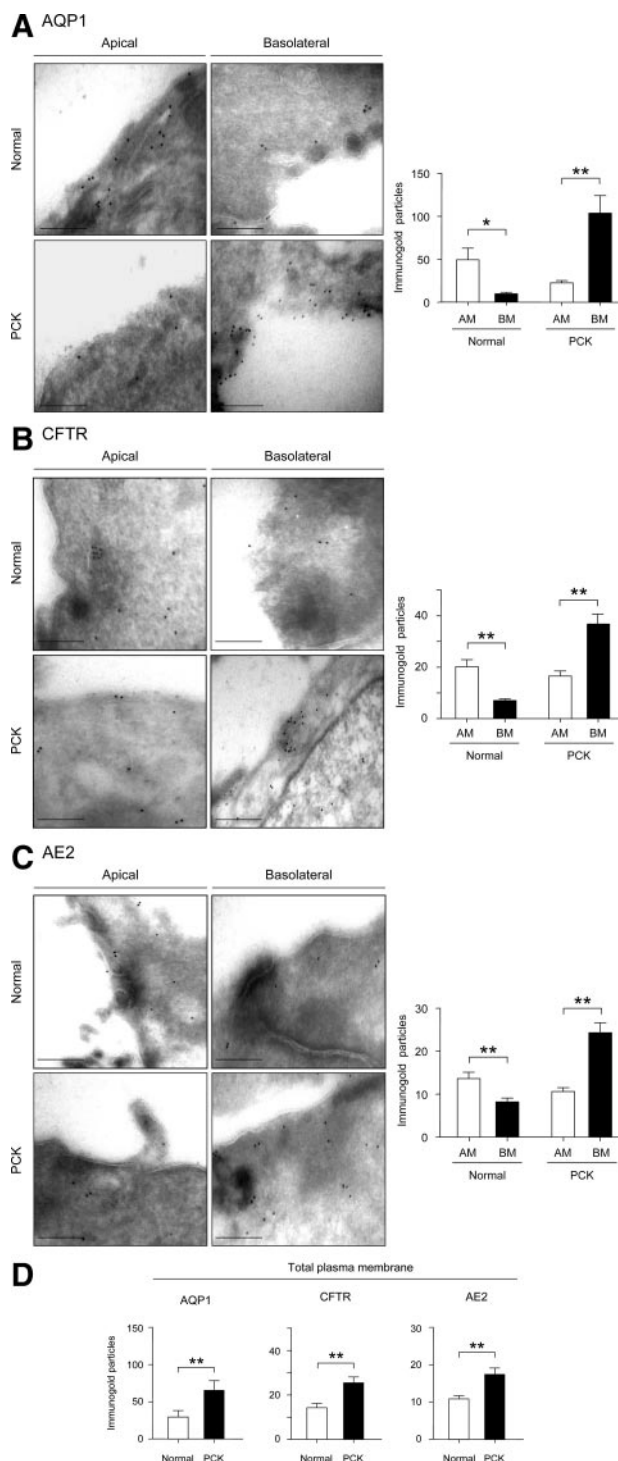 A AQP1
Apical Basolateral
Normal
PCK
Immunogold particles
150
100
50
0
*
**
AM BM AM BM
Normal PCK
B CFTR
Apical Basolateral
Normal
PCK
Immunogold particles
40
20
0
**
**
AM BM AM BM
Normal PCK
C AE2
Apical Basolateral
Normal
PCK
Immunogold particles
30
20
10
0
**
**
AM BM AM BM
Normal PCK
D
Total plasma membrane
AQP1 CFTR AE2
Immunogold particles
150
100
50
0
**
Normal PCK
40
20
0
**
Normal PCK
30
20
10
0
**
Normal PCK